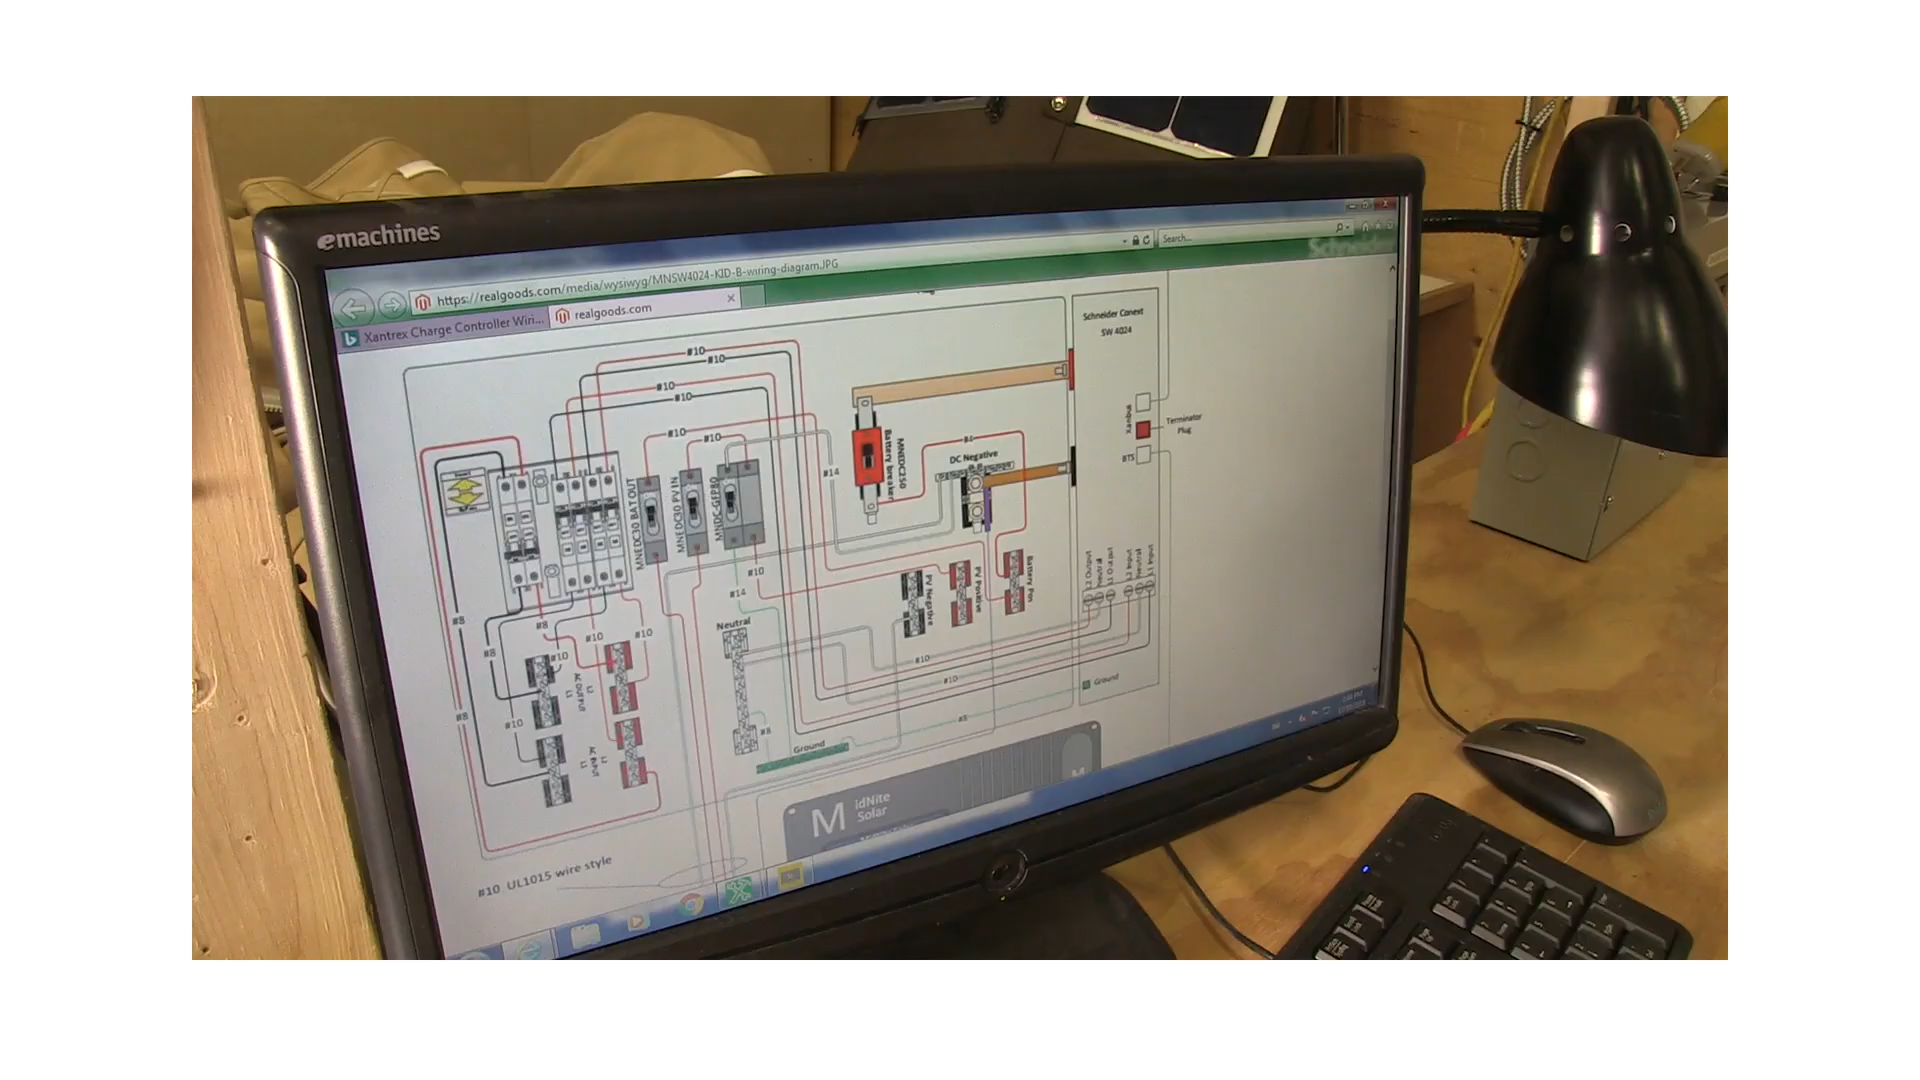 emachines
https://realgoods.com/media/wysiwyg/MNSW4024-KID-B-wiring-diagram.JPG
Search...
Xantrex Charge Controller Wiri...
realgoods.com
Schneider
Schneider Conext
SW 4024
Xanbus
Terminator
Plug
BTS
#10
#10
#10
#10
#10
#10
#14
#4
MNEDC250
Battery breaker
DC Negative
MNEDC30 BAT OUT
MNEDC30 PV IN
MNDC-GFP80
#10
#14
PV Negative
PV Positive
Battery Pos
L2 Output
Neutral
L1 Output
L2 Input
Neutral
L1 Input
#8
#8
#8
#10
#10
#10
#8
#10
AC OUTPUT
AC INPUT
Neutral
#10
#10
Ground
#8
#8
Ground
M
idNite
Solar
M
#10 UL1015 wire style